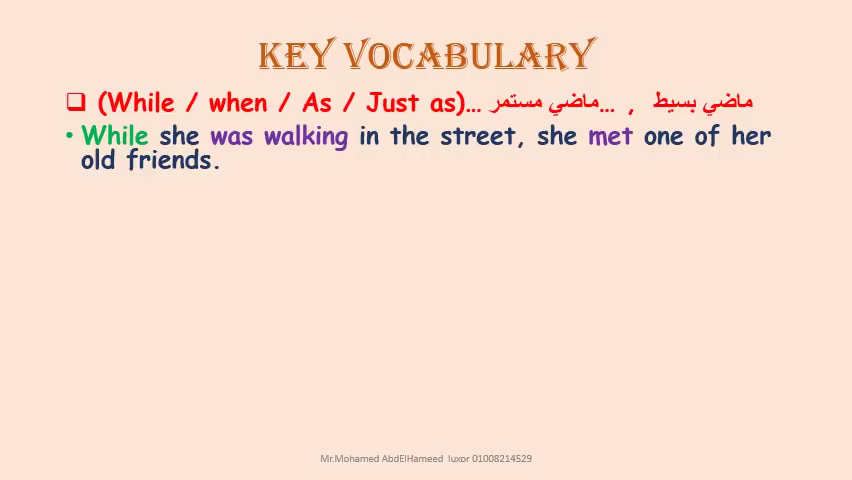 KEY VOCABULARY
❑ (While / when / As / Just as)… ماضي مستمر… , ماضي بسيط
• While she was walking in the street, she met one of her
old friends.
Mr.Mohamed AbdElHameed luxor 01008214529